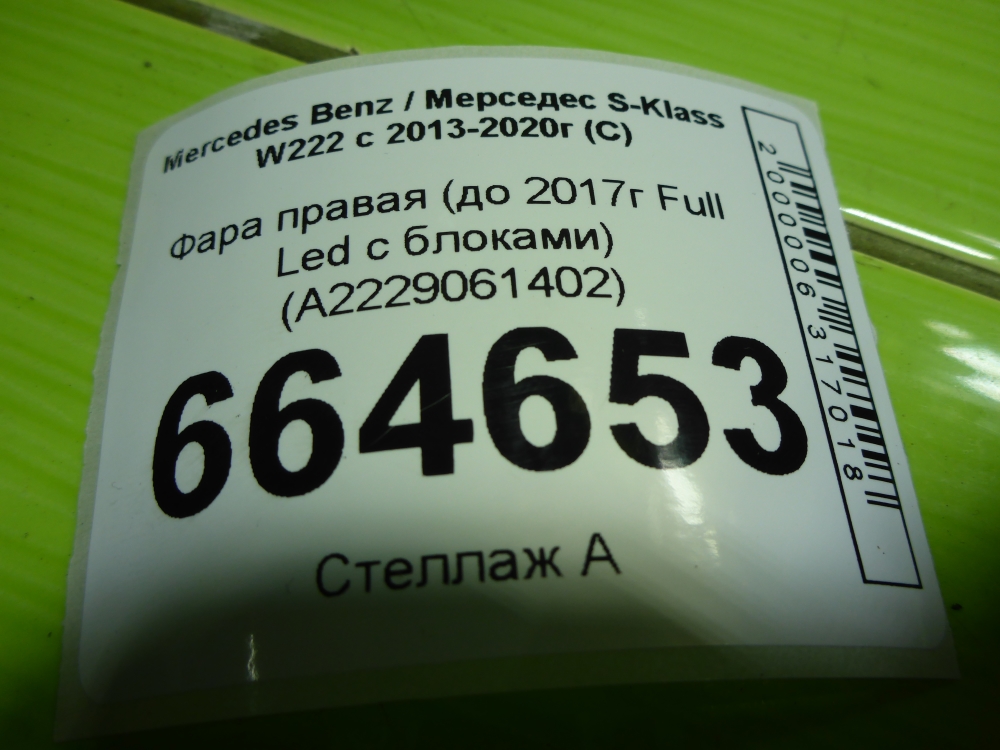 Mercedes Benz / Мерседес S-Klass
W222 с 2013-2020г (С)
Фара правая (до 2017г Full
Led с блоками)
(A2229061402)
664653
Стеллаж А
2000006317018